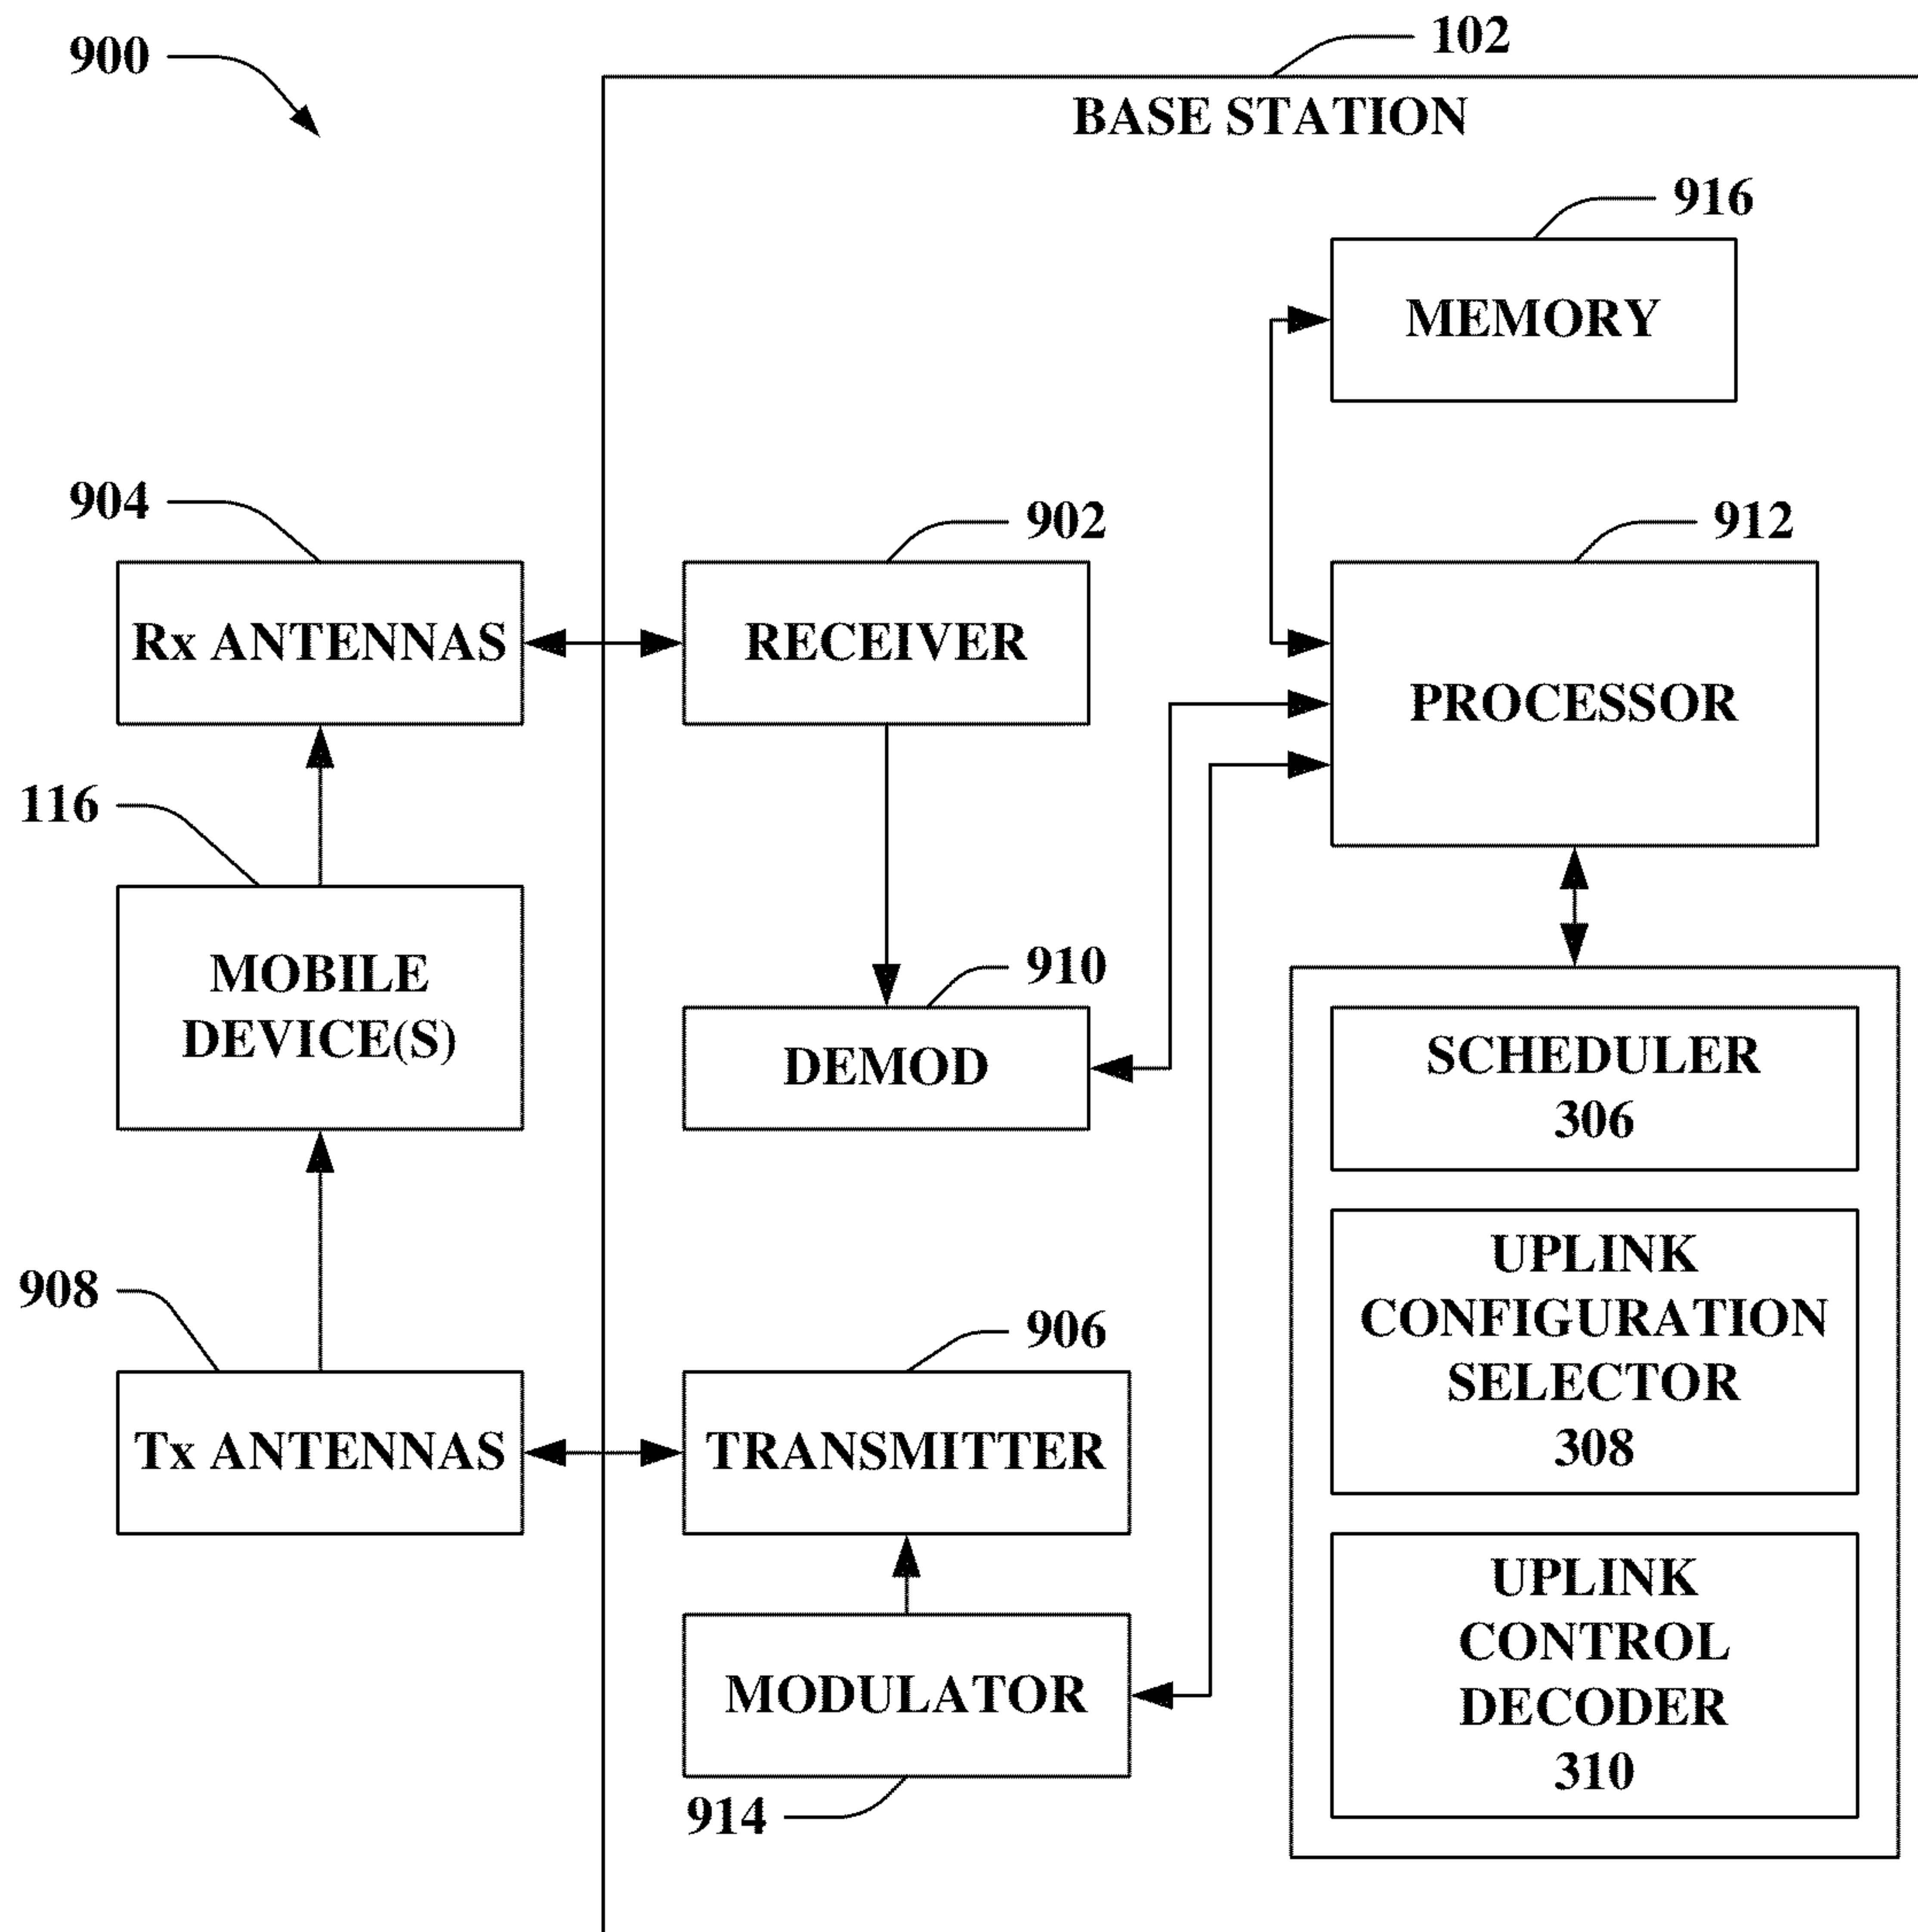 900
102
BASE STATION
916
MEMORY
904
902
912
Rx ANTENNAS
RECEIVER
PROCESSOR
116
MOBILE
DEVICE(S)
910
DEMOD
SCHEDULER
306
UPLINK
CONFIGURATION
SELECTOR
308
908
906
Tx ANTENNAS
TRANSMITTER
UPLINK
CONTROL
DECODER
310
MODULATOR
914